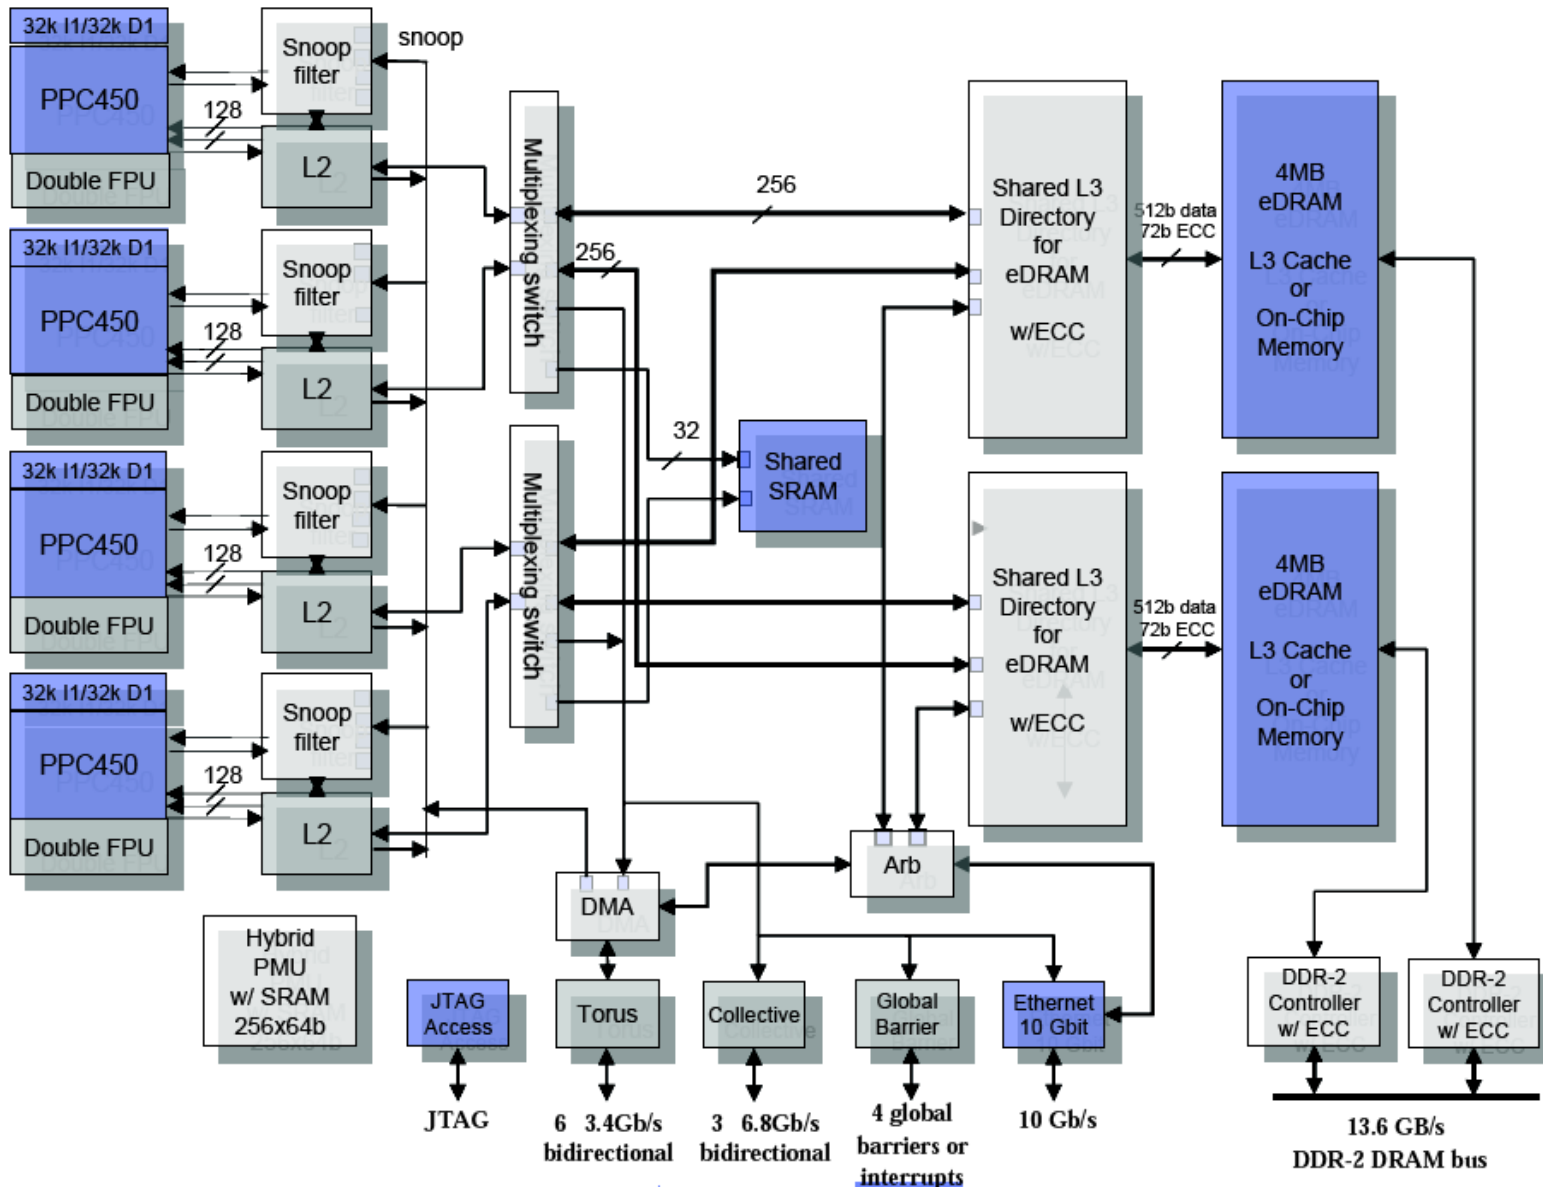 32k I1/32k D1
PPC450
Double FPU
Snoop
filter
128
L2
snoop
32k I1/32k D1
PPC450
Double FPU
Snoop
filter
128
L2
32k I1/32k D1
PPC450
Double FPU
Snoop
filter
128
L2
32k I1/32k D1
PPC450
Double FPU
Snoop
filter
128
L2
Multiplexing switch
Multiplexing switch
256
256
32
Shared
SRAM
Shared L3
Directory
for
eDRAM
w/ECC
512b data
72b ECC
4MB
eDRAM
L3 Cache
or
On-Chip
Memory
Shared L3
Directory
for
eDRAM
w/ECC
512b data
72b ECC
4MB
eDRAM
L3 Cache
or
On-Chip
Memory
Hybrid
PMU
w/ SRAM
256x64b
DMA
Arb
JTAG
Access
Torus
Collective
Global
Barrier
Ethernet
10 Gbit
DDR-2
Controller
w/ ECC
DDR-2
Controller
w/ ECC
JTAG
6 3.4Gb/s
bidirectional
3 6.8Gb/s
bidirectional
4 global
barriers or
interrupts
10 Gb/s
13.6 GB/s
DDR-2 DRAM bus